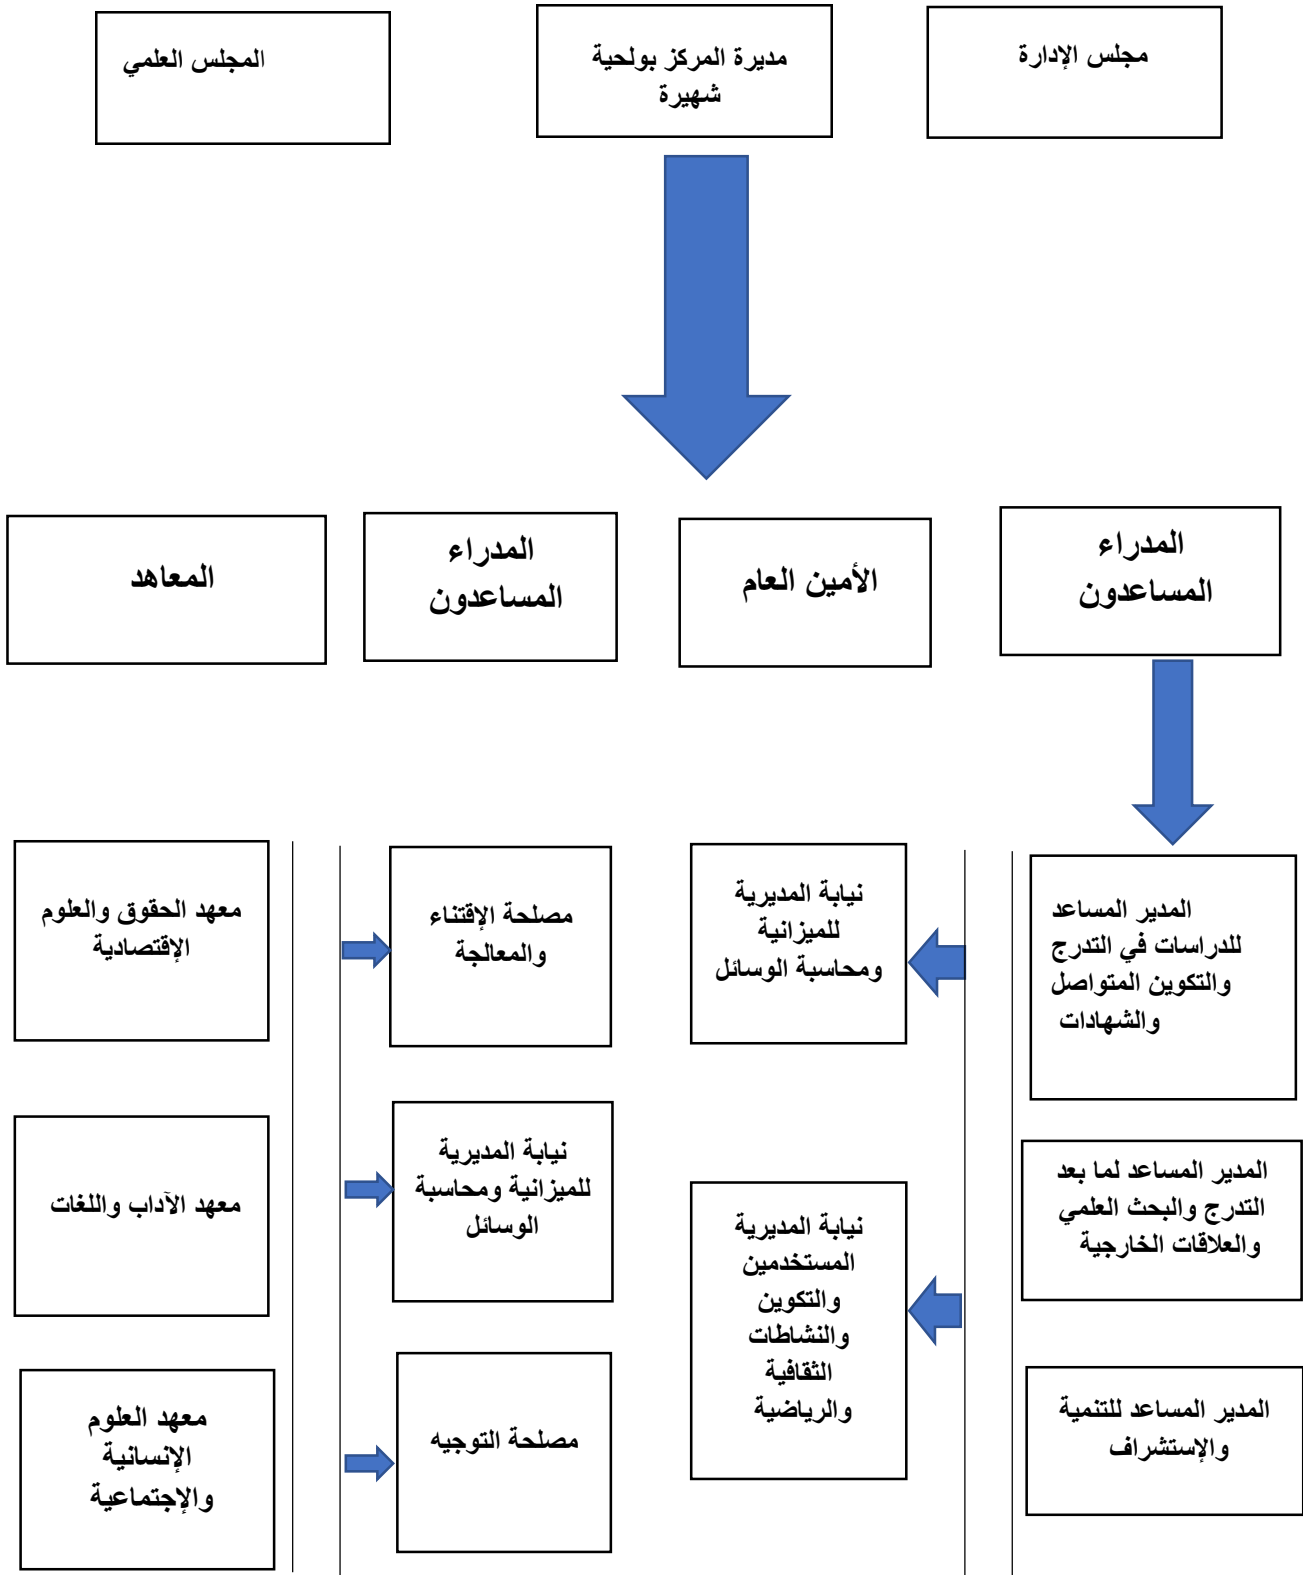 مجلس الإدارة
مديرة المركز بولحية
شهيرة
المجلس العلمي
المدراء
المساعدون
الأمين العام
المدراء
المساعدون
المعاهد
المدير المساعد
للدراسات في التدرج
والتكوين المتواصل
والشهادات
نيابة المديرية
للميزانية
ومحاسبة الوسائل
مصلحة الإقتناء
والمعالجة
معهد الحقوق والعلوم
الإقتصادية
المدير المساعد لما بعد
التدرج والبحث العلمي
والعلاقات الخارجية
نيابة المديرية
المستخدمين
والتكوين
والنشاطات
الثقافية
والرياضية
نيابة المديرية
للميزانية ومحاسبة
الوسائل
معهد الآداب واللغات
المدير المساعد للتنمية
والإستشراف
مصلحة التوجيه
معهد العلوم
الإنسانية
والإجتماعية